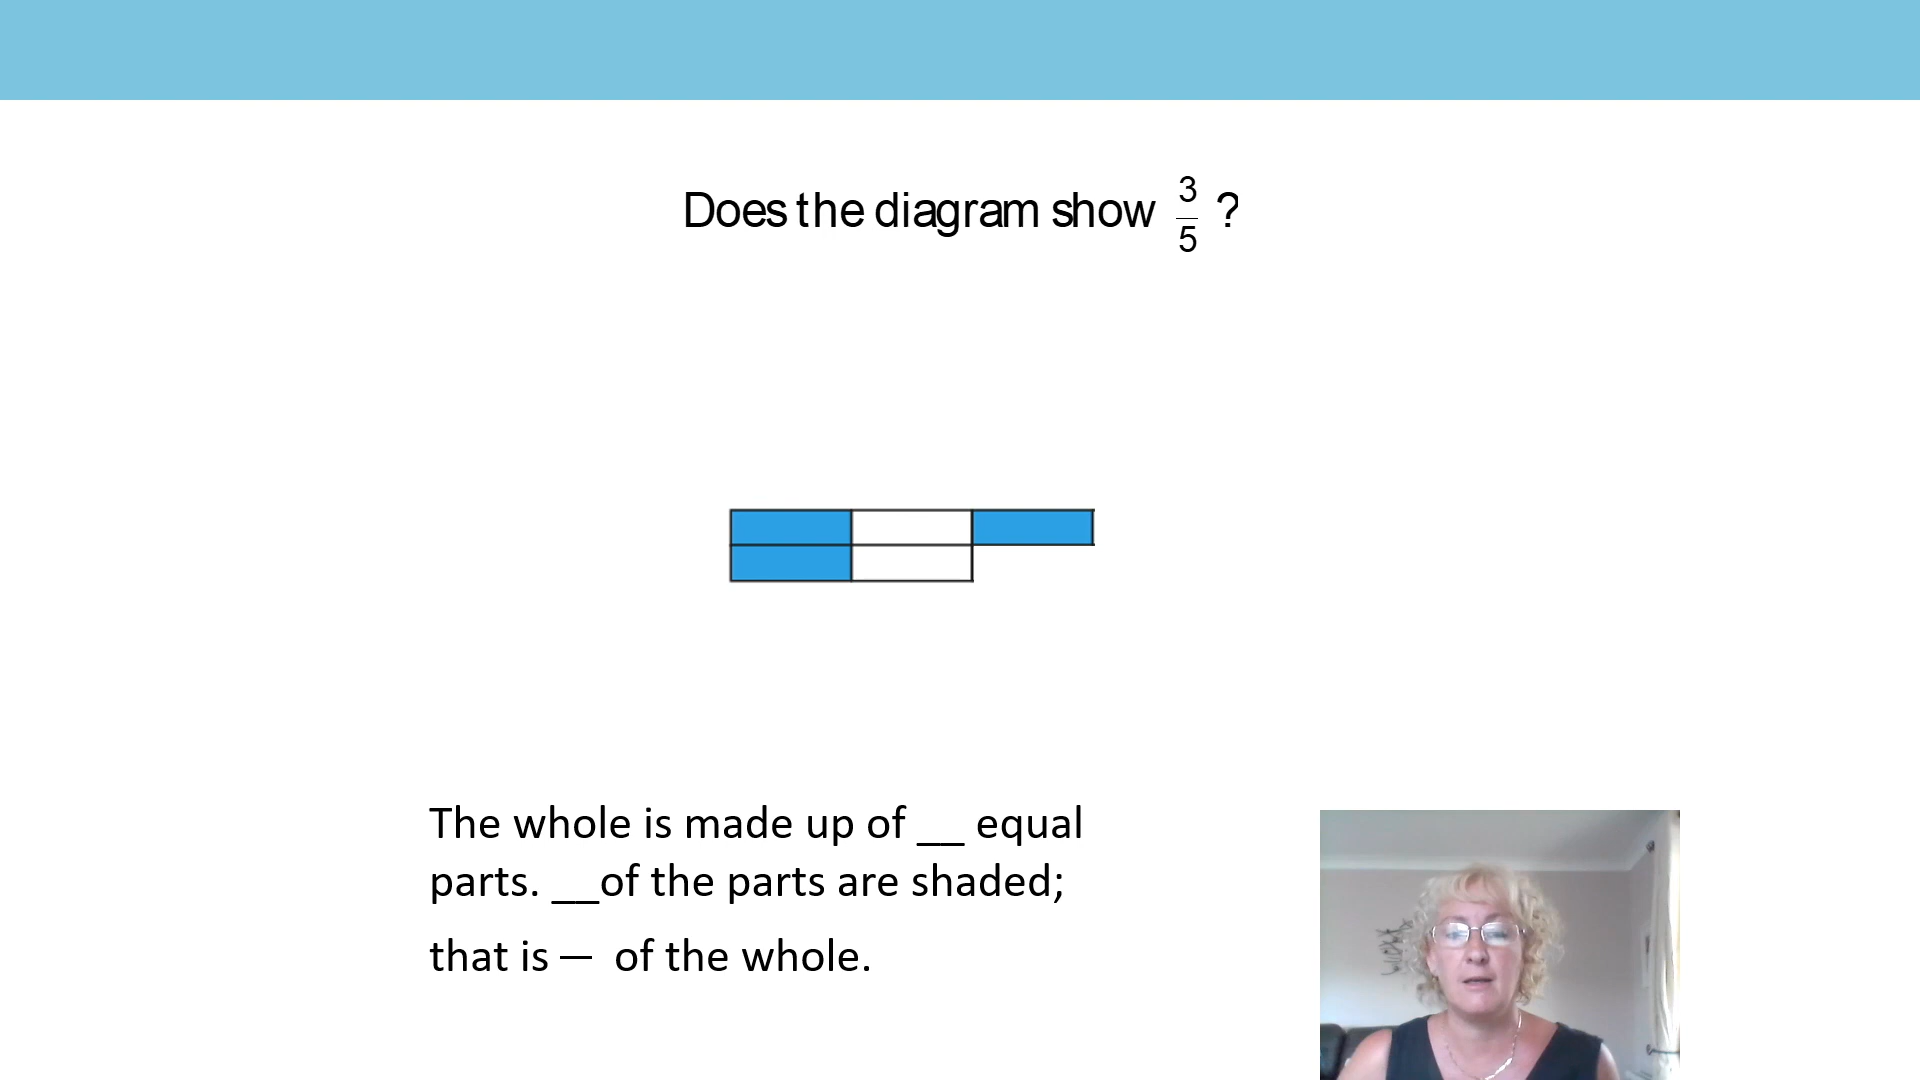 Does the diagram show 3/5 ?
The whole is made up of __ equal
parts. __of the parts are shaded;
that is — of the whole.